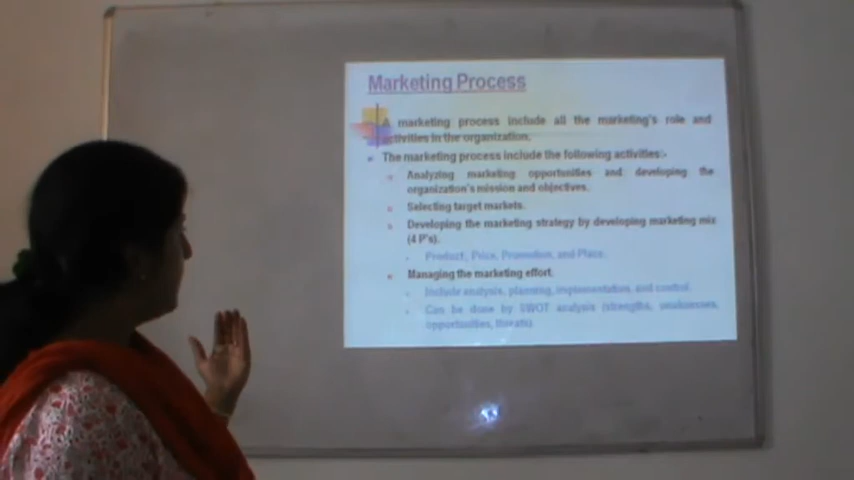 Marketing Process
A marketing process include all the marketing's role and
activities in the organization.
The marketing process include the following activities:-
Analyzing marketing opportunities and developing the
organization's mission and objectives.
Selecting target markets.
Developing the marketing strategy by developing marketing mix
(4 P's).
Product, Price, Promotion, and Place.
Managing the marketing effort.
Include analysis, planning, implementation, and control.
Can be done by SWOT analysis (strengths, weaknesses,
opportunities, threats)